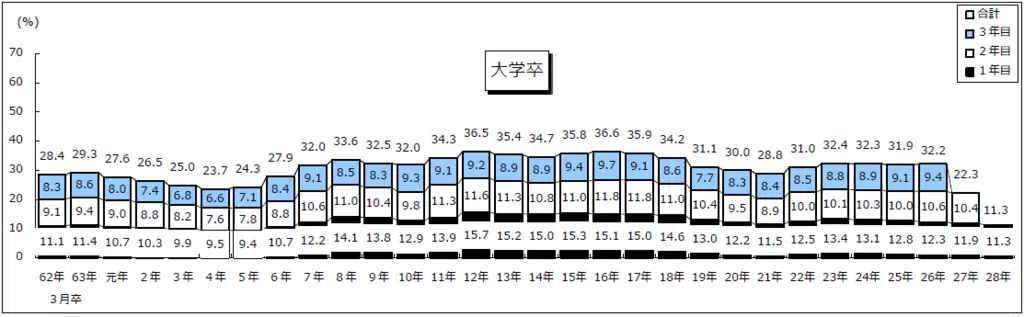 (%)
合計
3年目
2年目
1年目
大学卒
70
60
50
40
30
20
10
0
28.4 29.3 27.6 26.5 25.0 23.7 24.3 27.9 32.0 33.6 32.5 32.0 34.3 36.5 35.4 34.7 35.8 36.6 35.9 34.2 31.1 30.0 28.8 31.0 32.4 32.3 31.9 32.2 22.3 11.3
8.3 8.6 8.0 7.4 6.8 6.6 7.1 8.4 9.1 8.5 8.3 9.3 9.1 9.2 8.9 8.9 9.4 9.7 9.1 8.6 7.7 8.3 8.4 8.5 8.8 8.9 9.1 9.4
9.1 9.4 9.0 8.8 8.2 7.6 7.8 8.8 10.6 11.0 10.4 9.8 11.3 11.6 11.3 10.8 11.0 11.8 11.8 11.0 10.4 9.5 8.9 10.0 10.1 10.3 10.0 10.6 10.4
11.1 11.4 10.7 10.3 9.9 9.5 9.4 10.7 12.2 14.1 13.8 12.9 13.9 15.7 15.2 15.0 15.3 15.1 15.0 14.6 13.0 12.2 11.5 12.5 13.4 13.1 12.8 12.3 11.9 11.3
62年 63年 元年 2年 3年 4年 5年 6年 7年 8年 9年 10年 11年 12年 13年 14年 15年 16年 17年 18年 19年 20年 21年 22年 23年 24年 25年 26年 27年 28年
3月卒